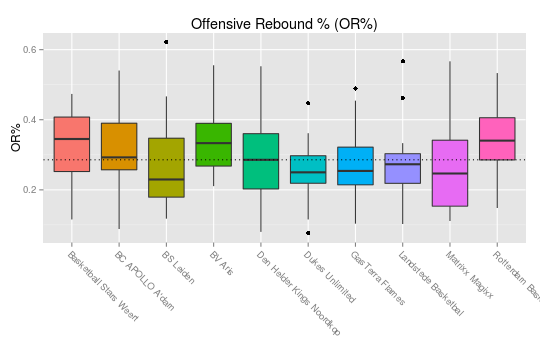 Offensive Rebound % (OR%)
OR%
0.6
0.4
0.2
Basketball Stars Weert
BC APOLLO A'dam
BS Leiden
BV Aris
Den Helder Kings Noordkop
Dukes Unlimited
GasTerra Flames
Landstede Basketbal
Matrixx Magixx
Rotterdam Bas